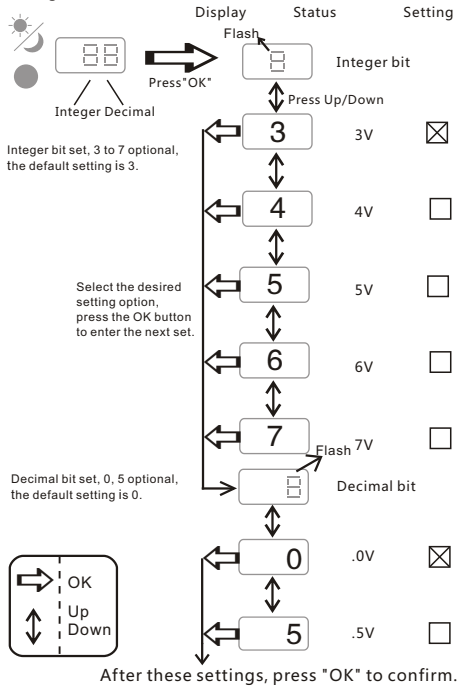 Display Status Setting
Flash
88 8 Integer bit
Press"OK"
Integer Decimal
Press Up/Down
3 3V
Integer bit set, 3 to 7 optional,
the default setting is 3.
4 4V
Select the desired
setting option,
press the OK button
to enter the next set.
5 5V
6 6V
7 7V
Flash
Decimal bit set, 0, 5 optional,
the default setting is 0.
8 Decimal bit
0 .0V
OK
Up
Down
5 .5V
After these settings, press "OK" to confirm.